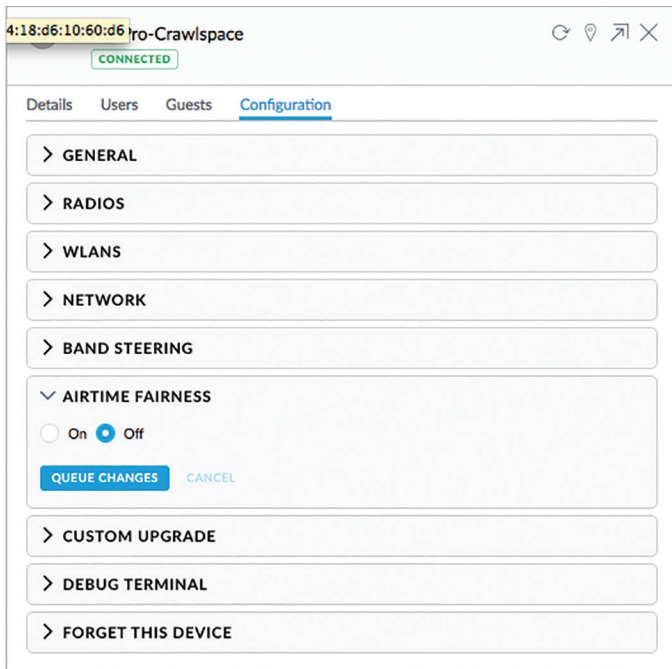 4:18:d6:10:60:d6
Pro-Crawlspace
CONNECTED
Details Users Guests Configuration
GENERAL
RADIOS
WLANS
NETWORK
BAND STEERING
AIRTIME FAIRNESS
On Off
QUEUE CHANGES CANCEL
CUSTOM UPGRADE
DEBUG TERMINAL
FORGET THIS DEVICE